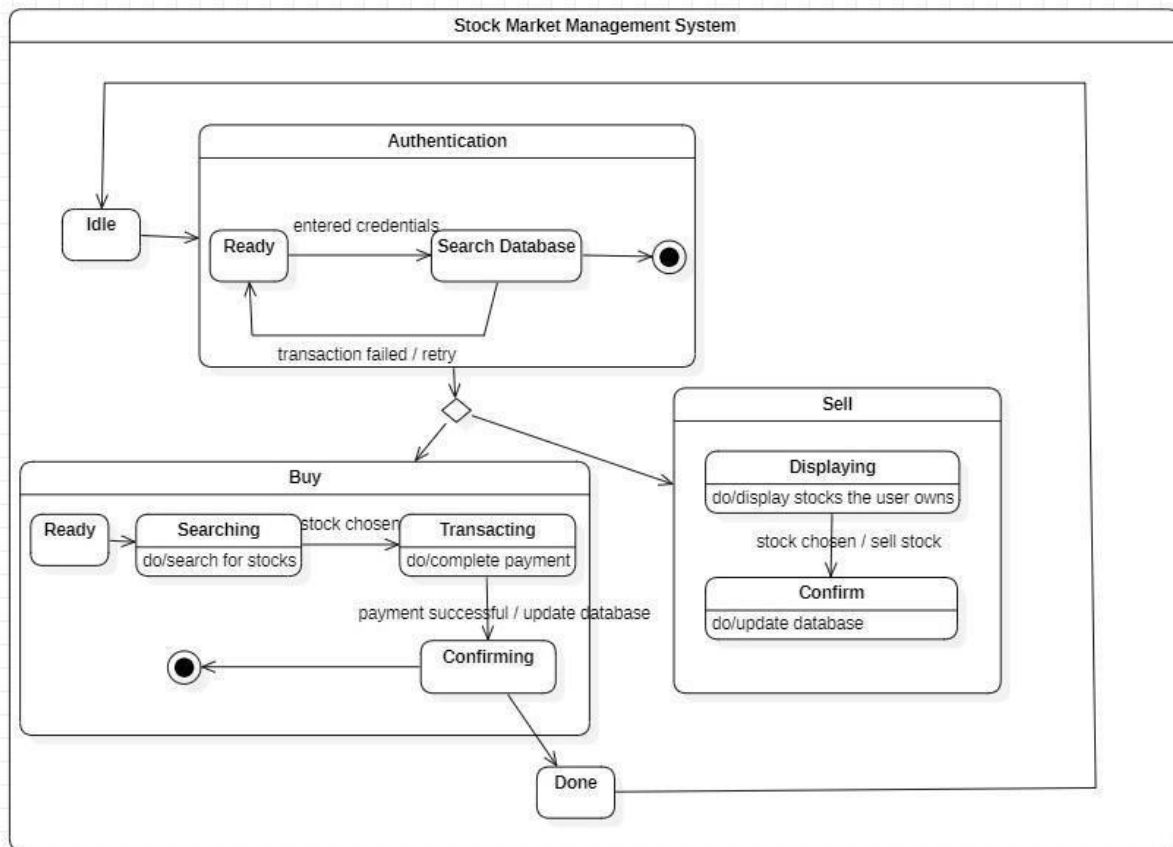 Stock Market Management System
Authentication
Idle
Ready
entered credentials
Search Database
transaction failed / retry
Sell
Displaying
do/display stocks the user owns
stock chosen / sell stock
Confirm
do/update database
Buy
Ready
Searching
do/search for stocks
stock chosen
Transacting
do/complete payment
payment successful / update database
Confirming
Done